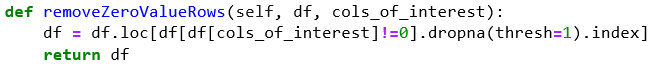 def removeZeroValueRows(self, df, cols_of_interest):
    df = df.loc[df[df[cols_of_interest]!=0].dropna(thresh=1).index]
    return df